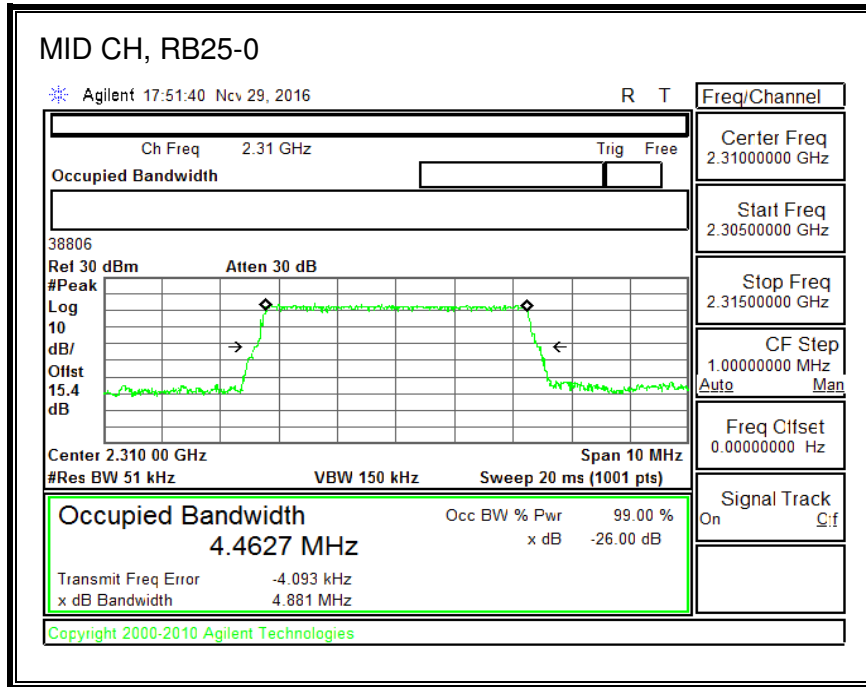 MID CH, RB25-0
Agilent 17:51:40 Nov 29, 2016 R T
Ch Freq 2.31 GHz Trig Free
Occupied Bandwidth
38806
Ref 30 dBm Atten 30 dB
#Peak
Log
10
dB/
Offst
15.4
dB
Center 2.310 00 GHz Span 10 MHz
#Res BW 51 kHz VBW 150 kHz Sweep 20 ms (1001 pts)
Occupied Bandwidth Occ BW % Pwr 99.00 %
4.4627 MHz x dB -26.00 dB
Transmit Freq Error -4.093 kHz
x dB Bandwidth 4.881 MHz
Copyright 2000-2010 Agilent Technologies
Freq/Channel
Center Freq
2.31000000 GHz
Start Freq
2.30500000 GHz
Stop Freq
2.31500000 GHz
CF Step
1.00000000 MHz
Auto Man
Freq Offset
0.00000000 Hz
Signal Track
On Off